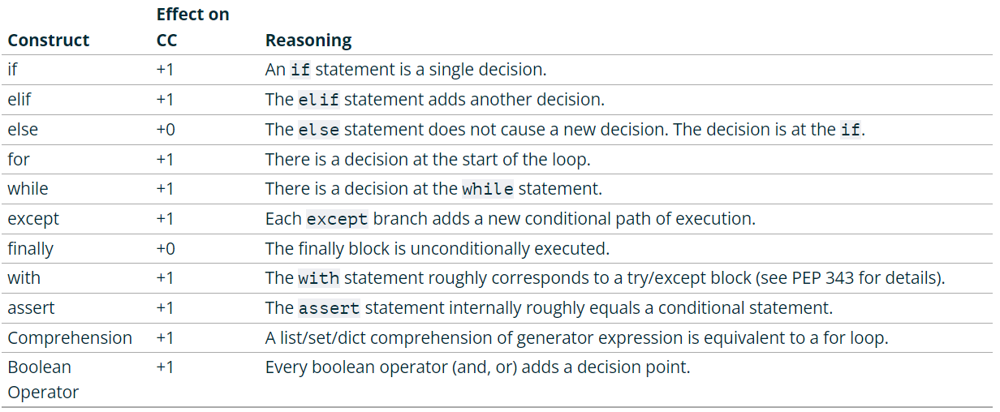 Effect on
Construct CC Reasoning
if +1 An if statement is a single decision.
elif +1 The elif statement adds another decision.
else +0 The else statement does not cause a new decision. The decision is at the if.
for +1 There is a decision at the start of the loop.
while +1 There is a decision at the while statement.
except +1 Each except branch adds a new conditional path of execution.
finally +0 The finally block is unconditionally executed.
with +1 The with statement roughly corresponds to a try/except block (see PEP 343 for details).
assert +1 The assert statement internally roughly equals a conditional statement.
Comprehension +1 A list/set/dict comprehension of generator expression is equivalent to a for loop.
Boolean +1 Every boolean operator (and, or) adds a decision point.
Operator